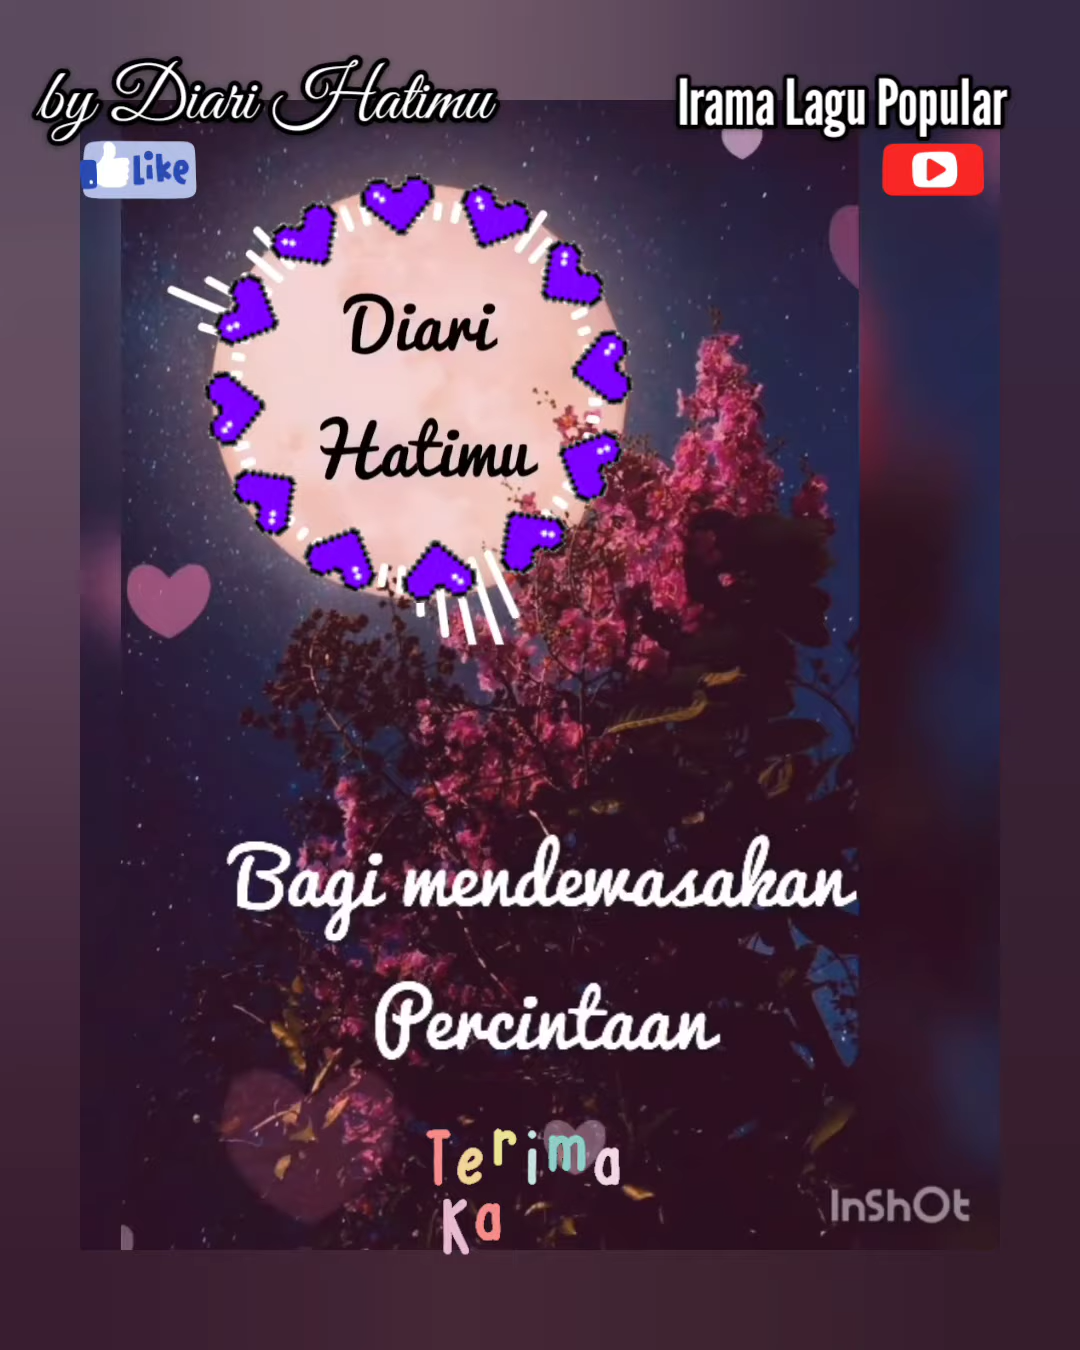 by Diari Hatimu
Irama Lagu Popular
Like
Diari
Hatimu
Bagi mendewasakan
Percintaan
Terima
Ka
InShOt